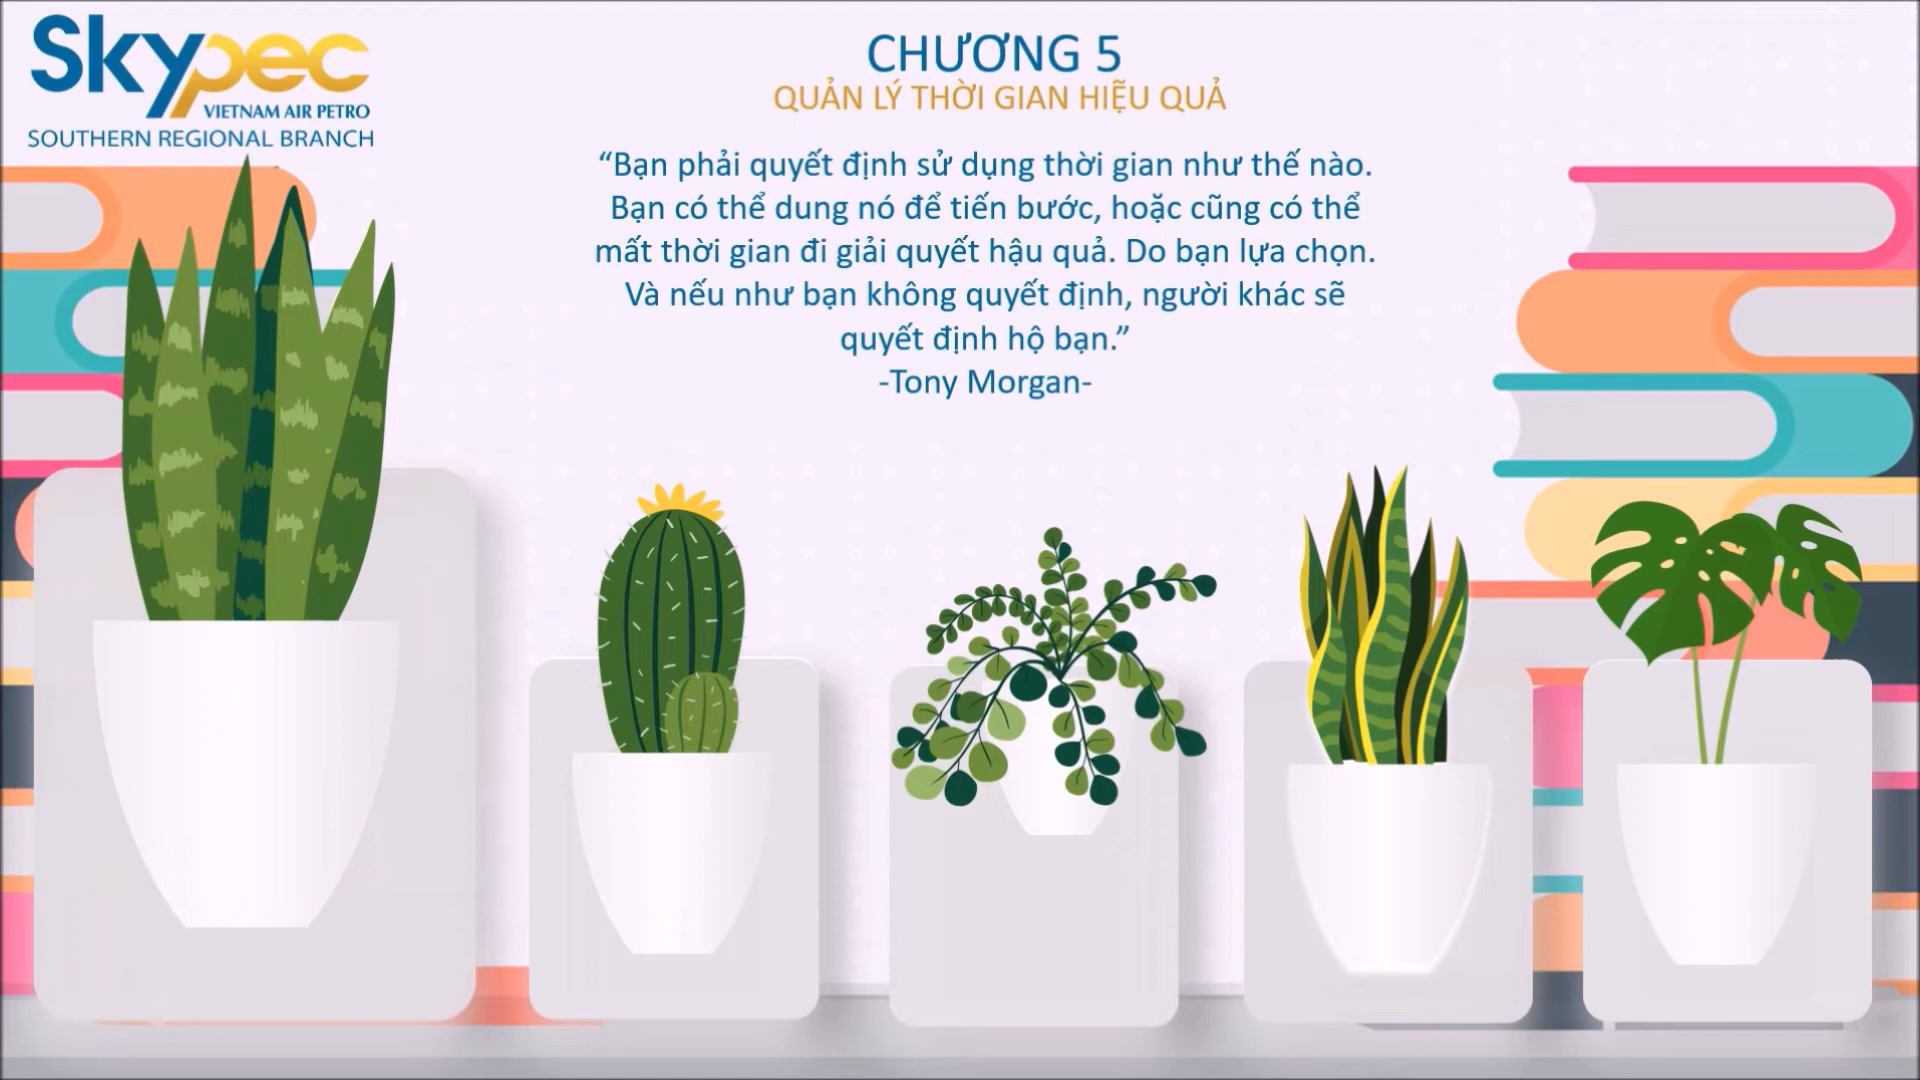 Skypec
VIETNAM AIR PETRO
SOUTHERN REGIONAL BRANCH
CHƯƠNG 5
QUẢN LÝ THỜI GIAN HIỆU QUẢ
“Bạn phải quyết định sử dụng thời gian như thế nào.
Bạn có thể dung nó để tiến bước, hoặc cũng có thể
mất thời gian đi giải quyết hậu quả. Do bạn lựa chọn.
Và nếu như bạn không quyết định, người khác sẽ
quyết định hộ bạn.”
-Tony Morgan-